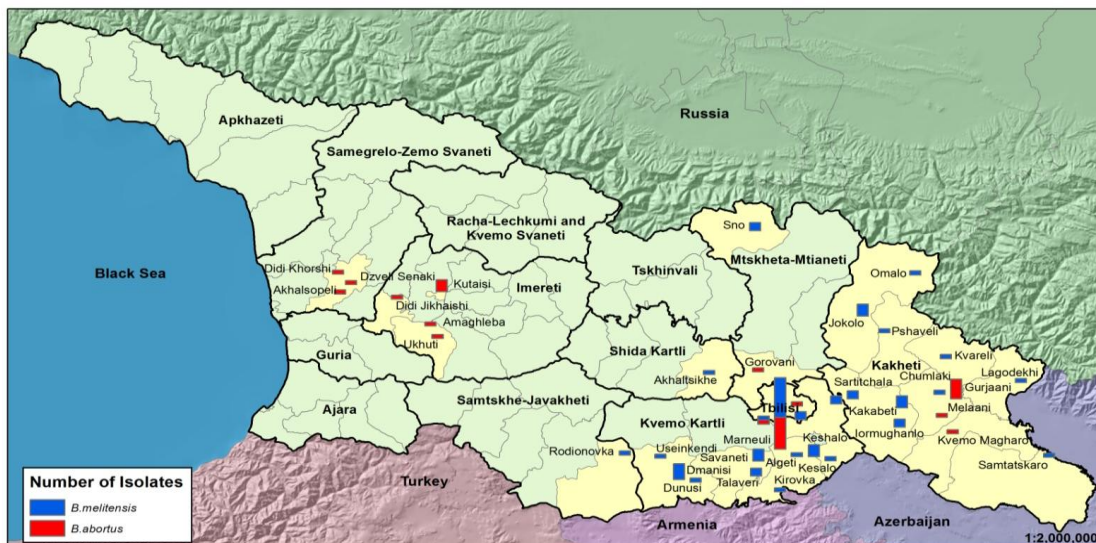 Apkhazeti
Russia
Samegrelo-Zemo Svaneti
Racha-Lechkumi and
Kvemo Svaneti
Sno
Mtskheta-Mtianeti
Black Sea
Didi Khorshi
Dzveli Senaki
Akhalsopeli
Kutaisi
Imereti
Didi Jikhaishi
Tskhinvali
Omalo
Amaghleba
Ukhuti
Jokolo
Pshaveli
Guria
Shida Kartli
Gorovani
Kakheti
Kvareli
Akhaltsikhe
Sartitchala
Chumlaki
Lagodekhi
Gurjaani
Ajara
Samtskhe-Javakheti
Tbilisi
Kakabeti
Melaani
Kvemo Kartli
Iormughanlo
Kvemo Magharo
Marneuli
Keshalo
Rodionovka
Useinkendi
Savaneti
Algeti
Kesalo
Samtatskaro
Dmanisi
Dunusi
Talaveri
Kirovka
Turkey
Armenia
Azerbaijan
1:2,000,000
Number of Isolates
B.melitensis
B.abortus